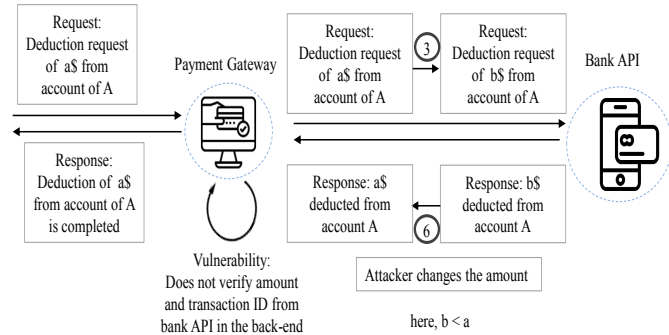 Request:
Deduction request
of a$ from
account of A
Response:
Deduction of a$
from account of A
is completed
Payment Gateway
Vulnerability:
Does not verify amount
and transaction ID from
bank API in the back-end
Request:
Deduction request
of a$ from
account of A
3
Request:
Deduction request
of b$ from
account of A
Bank API
Response: a$
deducted from
account A
6
Response: b$
deducted from
account A
Attacker changes the amount
here, b < a